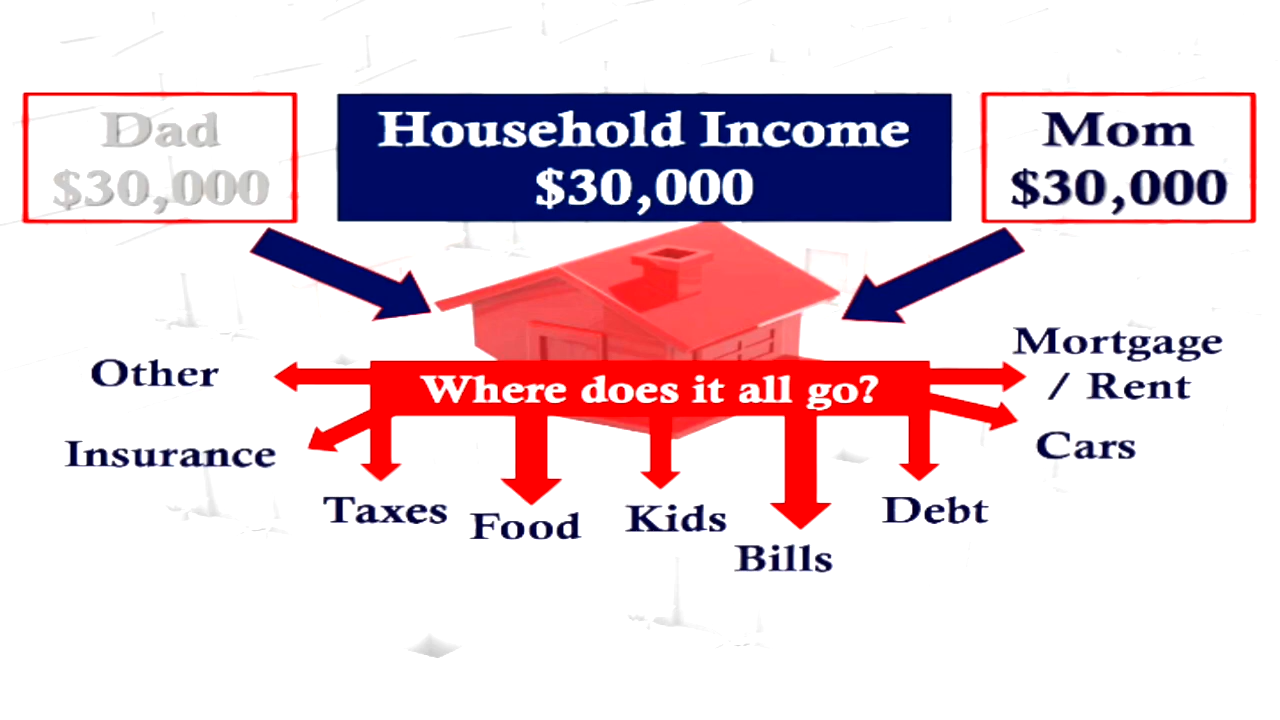 Dad
$30,000
Household Income
$30,000
Mom
$30,000
Where does it all go?
Other
Insurance
Taxes
Food
Kids
Bills
Debt
Cars
Mortgage
/ Rent